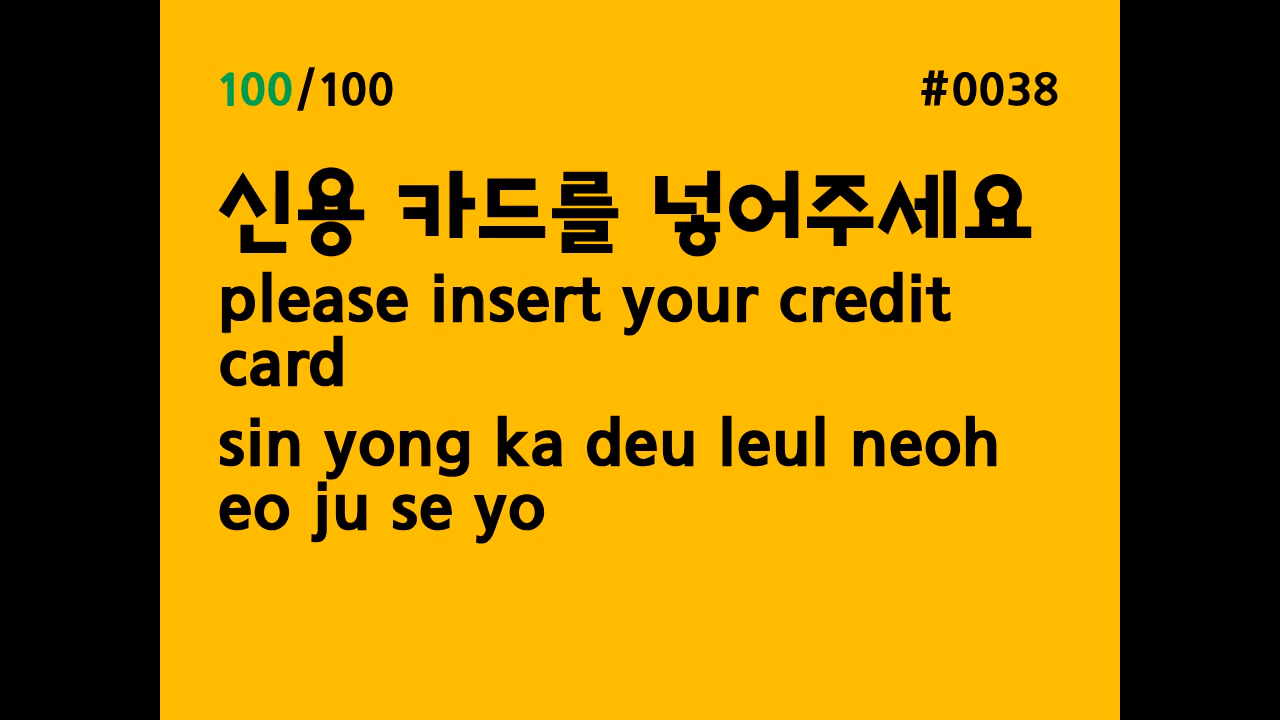 100/100 #0038
신용 카드를 넣어주세요
please insert your credit
card
sin yong ka deu leul neoh
eo ju se yo